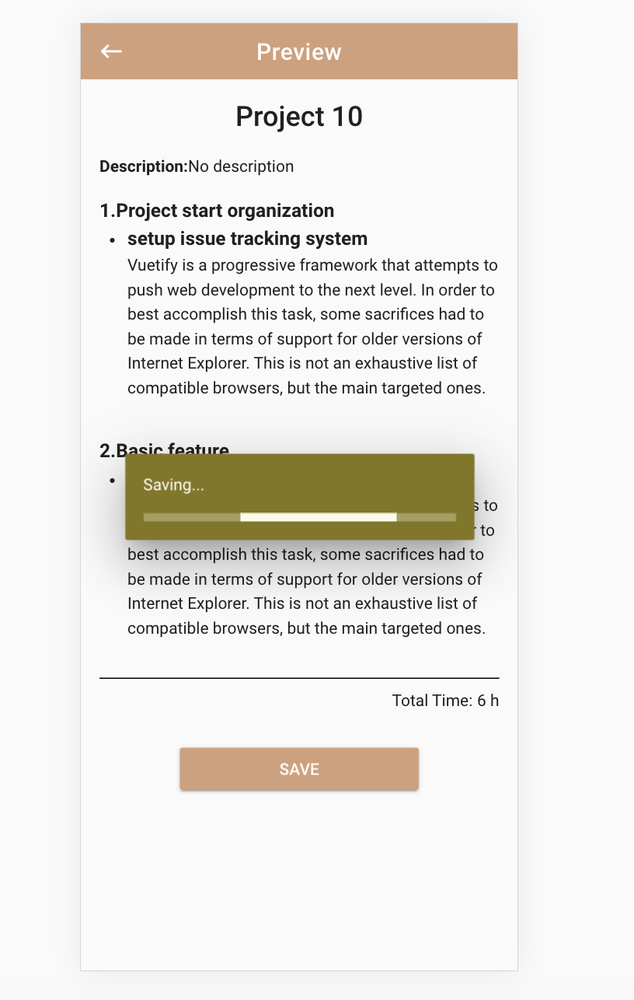 Preview
Project 10
Description:No description
1.Project start organization
• setup issue tracking system
Vuetify is a progressive framework that attempts to
push web development to the next level. In order to
best accomplish this task, some sacrifices had to
be made in terms of support for older versions of
Internet Explorer. This is not an exhaustive list of
compatible browsers, but the main targeted ones.
2.Basic feature
•
Saving...
to
to
best accomplish this task, some sacrifices had to
be made in terms of support for older versions of
Internet Explorer. This is not an exhaustive list of
compatible browsers, but the main targeted ones.
Total Time: 6 h
SAVE